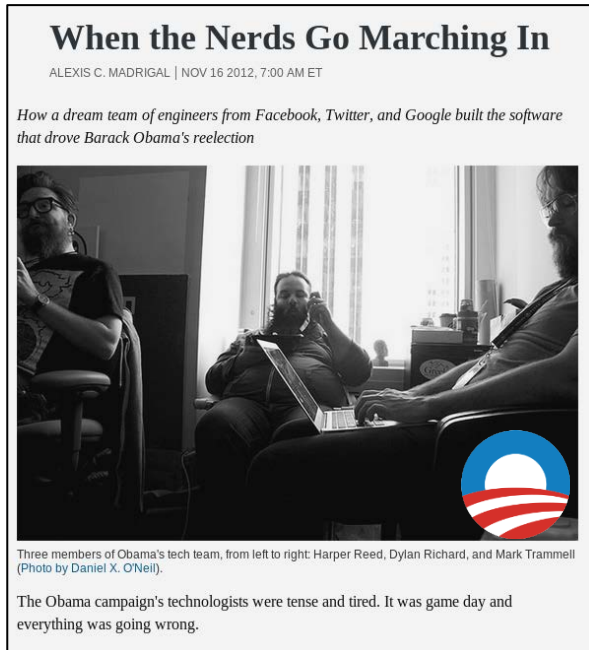 When the Nerds Go Marching In
ALEXIS C. MADRIGAL | NOV 16 2012, 7:00 AM ET
How a dream team of engineers from Facebook, Twitter, and Google built the software
that drove Barack Obama's reelection
Three members of Obama's tech team, from left to right: Harper Reed, Dylan Richard, and Mark Trammell
(Photo by Daniel X. O'Neil).
The Obama campaign's technologists were tense and tired. It was game day and
everything was going wrong.